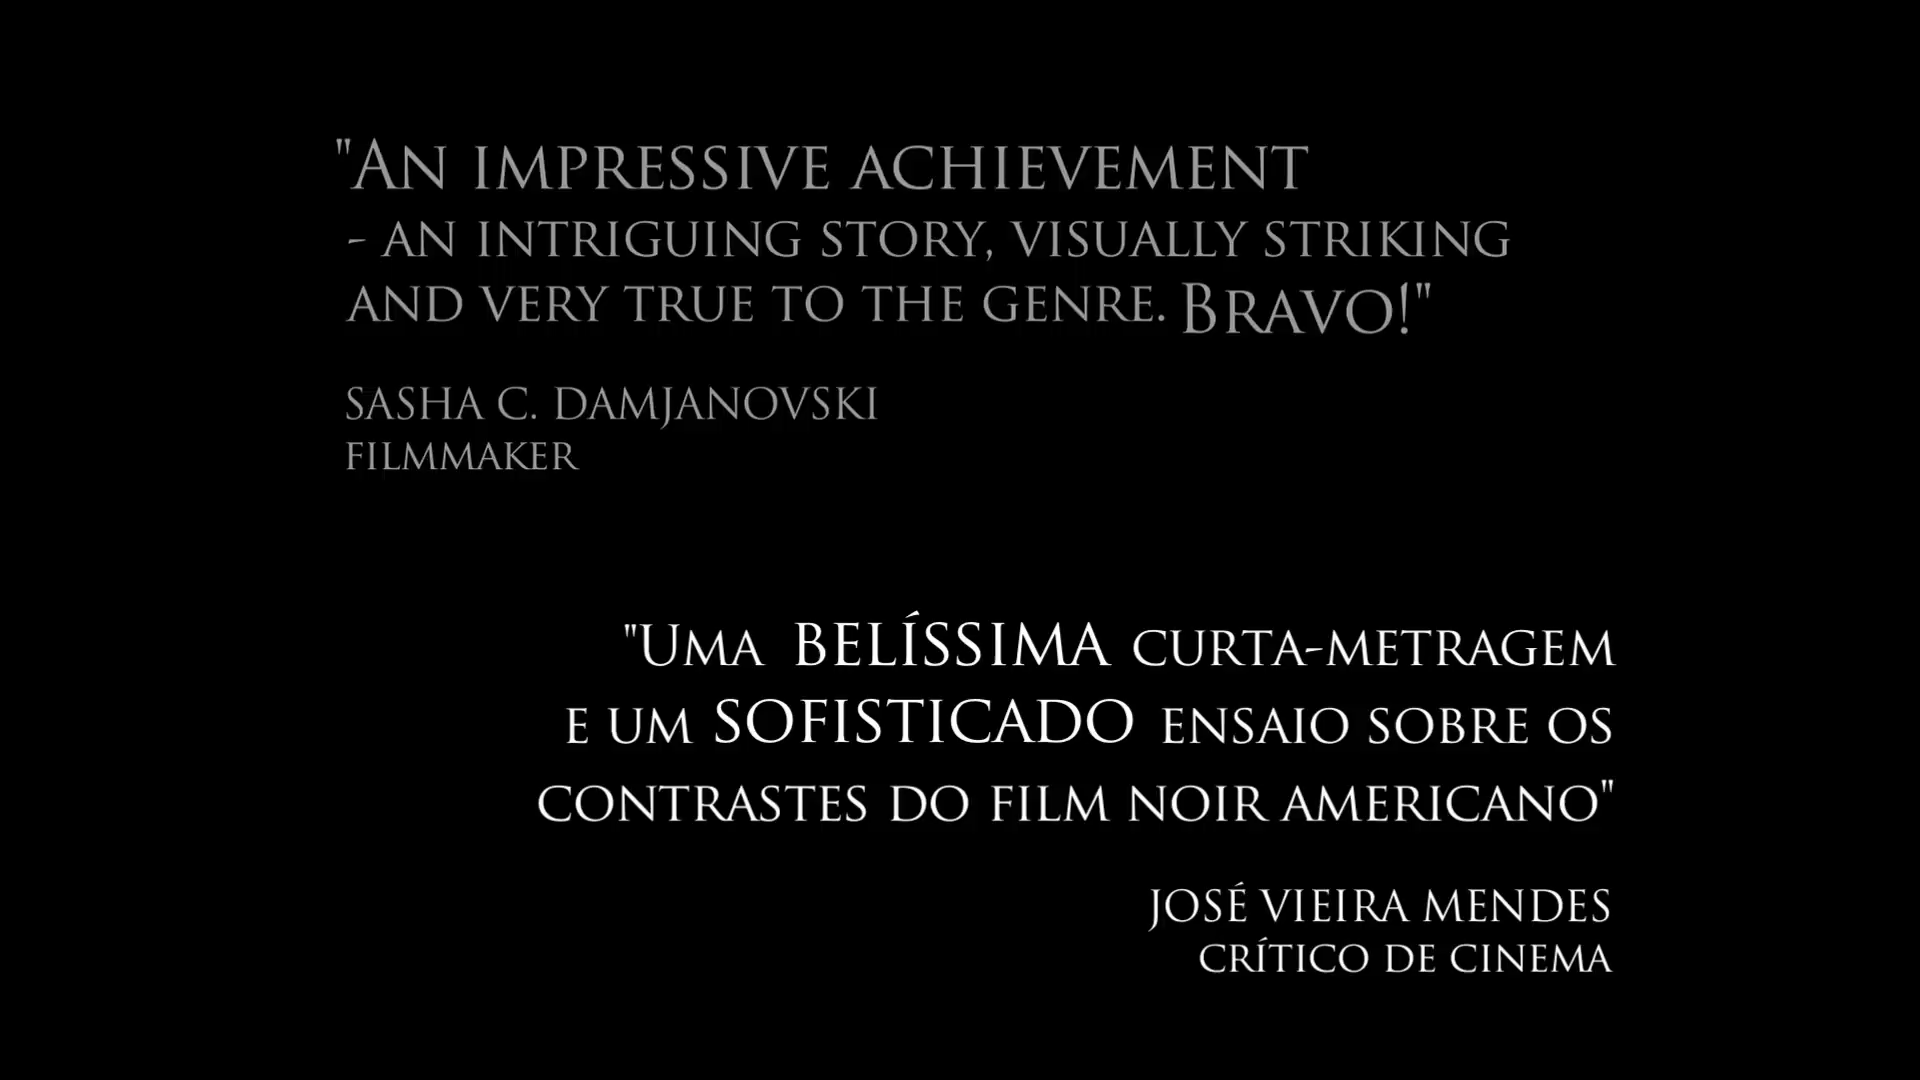 "An impressive achievement
- an intriguing story, visually striking
and very true to the genre. Bravo!"
SASHA C. DAMJANOVSKI
FILMMAKER
"Uma BELÍSSIMA curta-metragem
e um SOFISTICADO ensaio sobre os
contrastes do film noir americano"
JOSÉ VIEIRA MENDES
CRÍTICO DE CINEMA